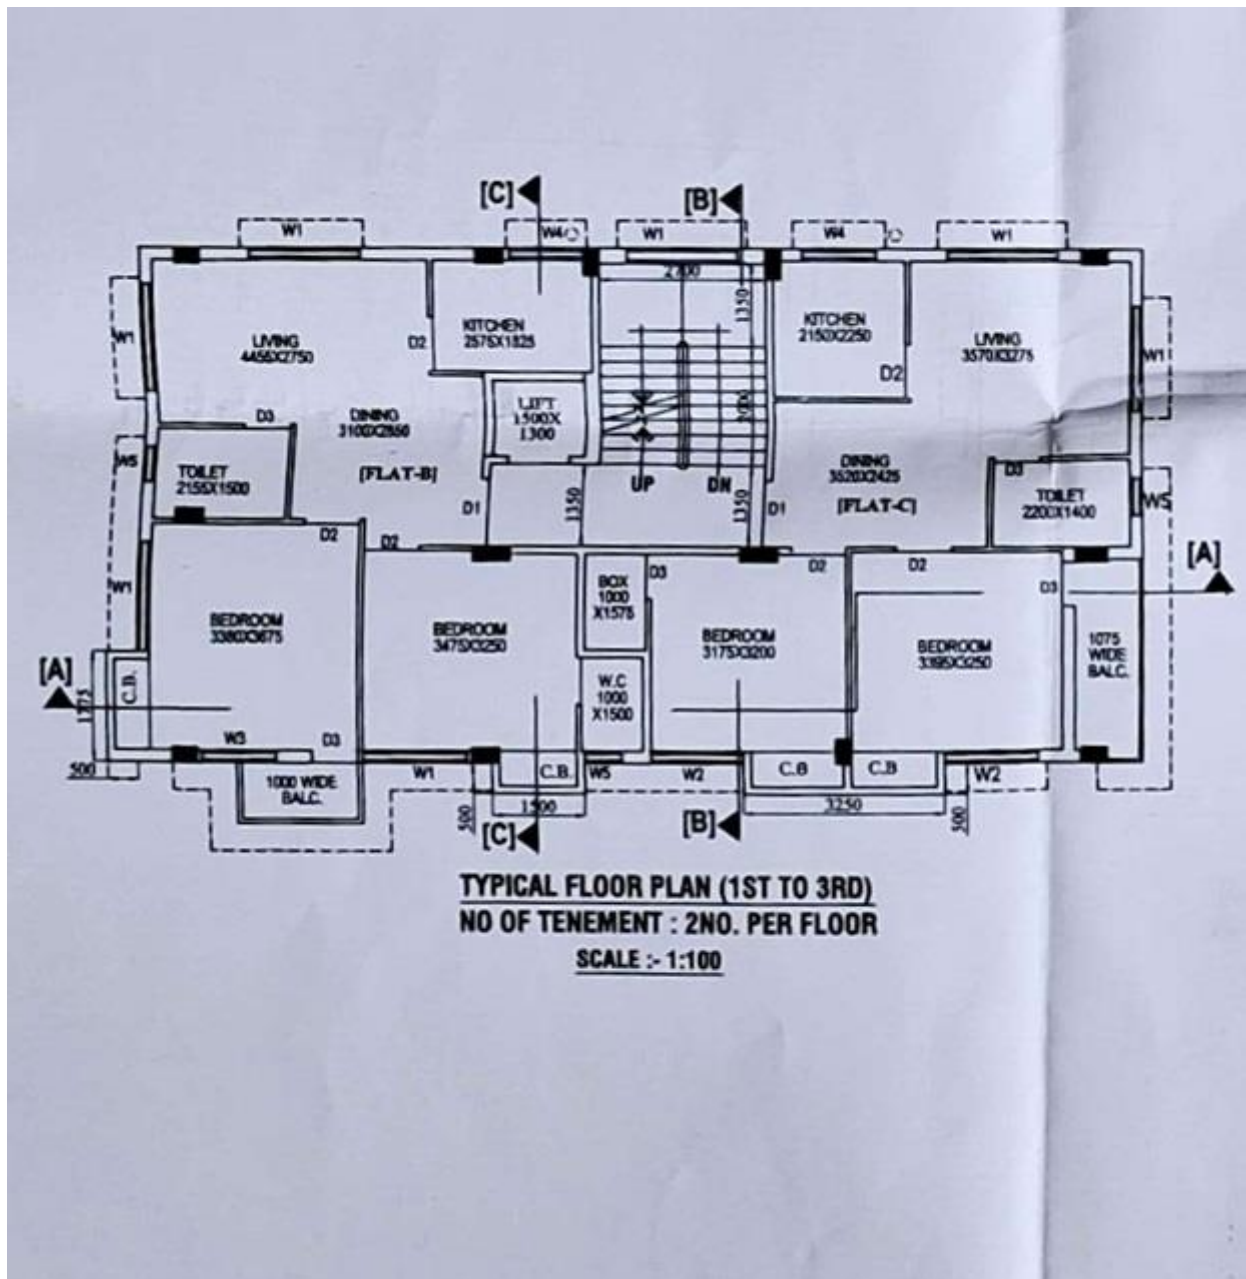 [C]
[B]
W1
W4
W1
W4
W1
2700
1350
W1
LIVING
4455X2750
D2
KITCHEN
2575X1825
KITCHEN
2150X2250
D2
LIVING
3570X3275
W1
LIFT
1500X
1300
2000
D3
DINING
3100X2850
[FLAT-B]
W5
TOILET
2155X1500
UP
DN
DINING
3520X2425
[FLAT-C]
D3
TOILET
2200X1400
W5
D1
1350
1350
D1
D2
D2
[A]
W1
BOX
1000
X1575
D3
D2
D2
D3
BEDROOM
3380X3675
BEDROOM
3475X3250
BEDROOM
3175X3200
BEDROOM
3395X3250
1075
WIDE
BALC.
[A]
C.B.
1775
W.C
1000
X1500
W3
D3
500
1000 WIDE
BALC.
W1
C.B.
W5
W2
C.B
C.B
W2
500
1500
3250
500
[C]
[B]
TYPICAL FLOOR PLAN (1ST TO 3RD)
NO OF TENEMENT : 2NO. PER FLOOR
SCALE :- 1:100